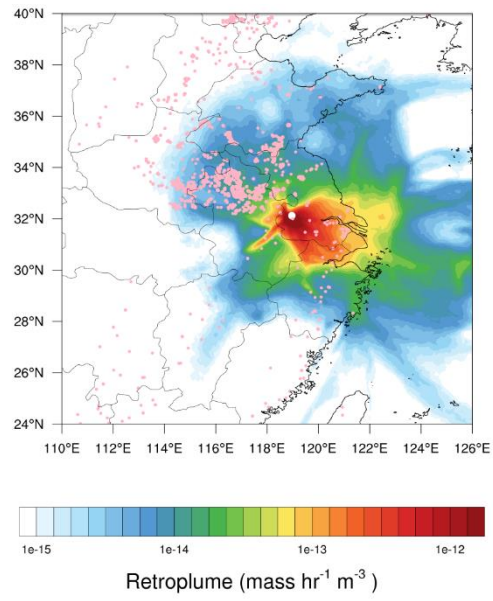 40°N
38°N
36°N
34°N
32°N
30°N
28°N
26°N
24°N
110°E 112°E 114°E 116°E 118°E 120°E 122°E 124°E 126°E
1e-15 1e-14 1e-13 1e-12
Retroplume (mass hr⁻¹ m⁻³ )